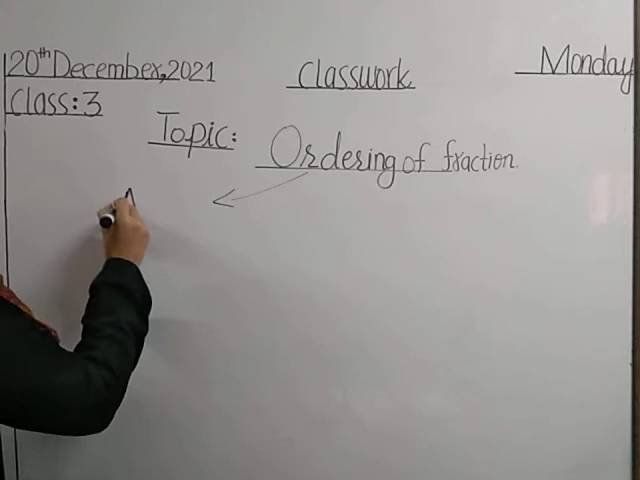 20th December, 2021 Classwork Monday
Class: 3
Topic: Ordering of fraction.